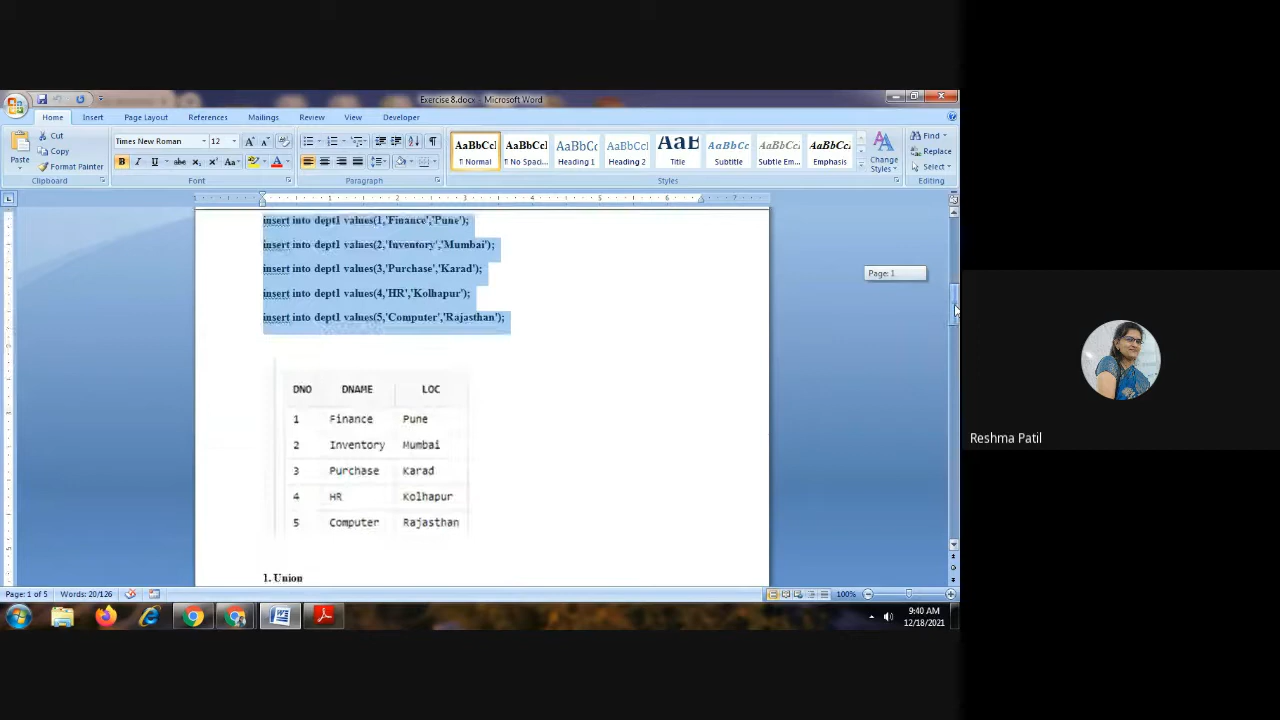 Exercise 8.docx - Microsoft Word
Home Insert Page Layout References Mailings Review View Developer
Paste
Cut
Copy
Format Painter
Clipboard
Times New Roman 12
Font
Paragraph
AaBbCcI AaBbCcI AaBbC( AaBbCc AaB AaBbCc( AaBbCcI AaBbCcI
¶ Normal ¶ No Spaci... Heading 1 Heading 2 Title Subtitle Subtle Em... Emphasis
Change Styles
Styles
Find
Replace
Select
Editing
insert into dept1 values(1,'Finance','Pune');
insert into dept1 values(2,'Inventory','Mumbai');
insert into dept1 values(3,'Purchase','Karad');
insert into dept1 values(4,'HR','Kolhapur');
insert into dept1 values(5,'Computer','Rajasthan');
Page: 1
DNO DNAME LOC
1 Finance Pune
2 Inventory Mumbai
3 Purchase Karad
4 HR Kolhapur
5 Computer Rajasthan
1. Union
Page: 1 of 5 Words: 20/126 100%
9:40 AM
12/18/2021
Reshma Patil